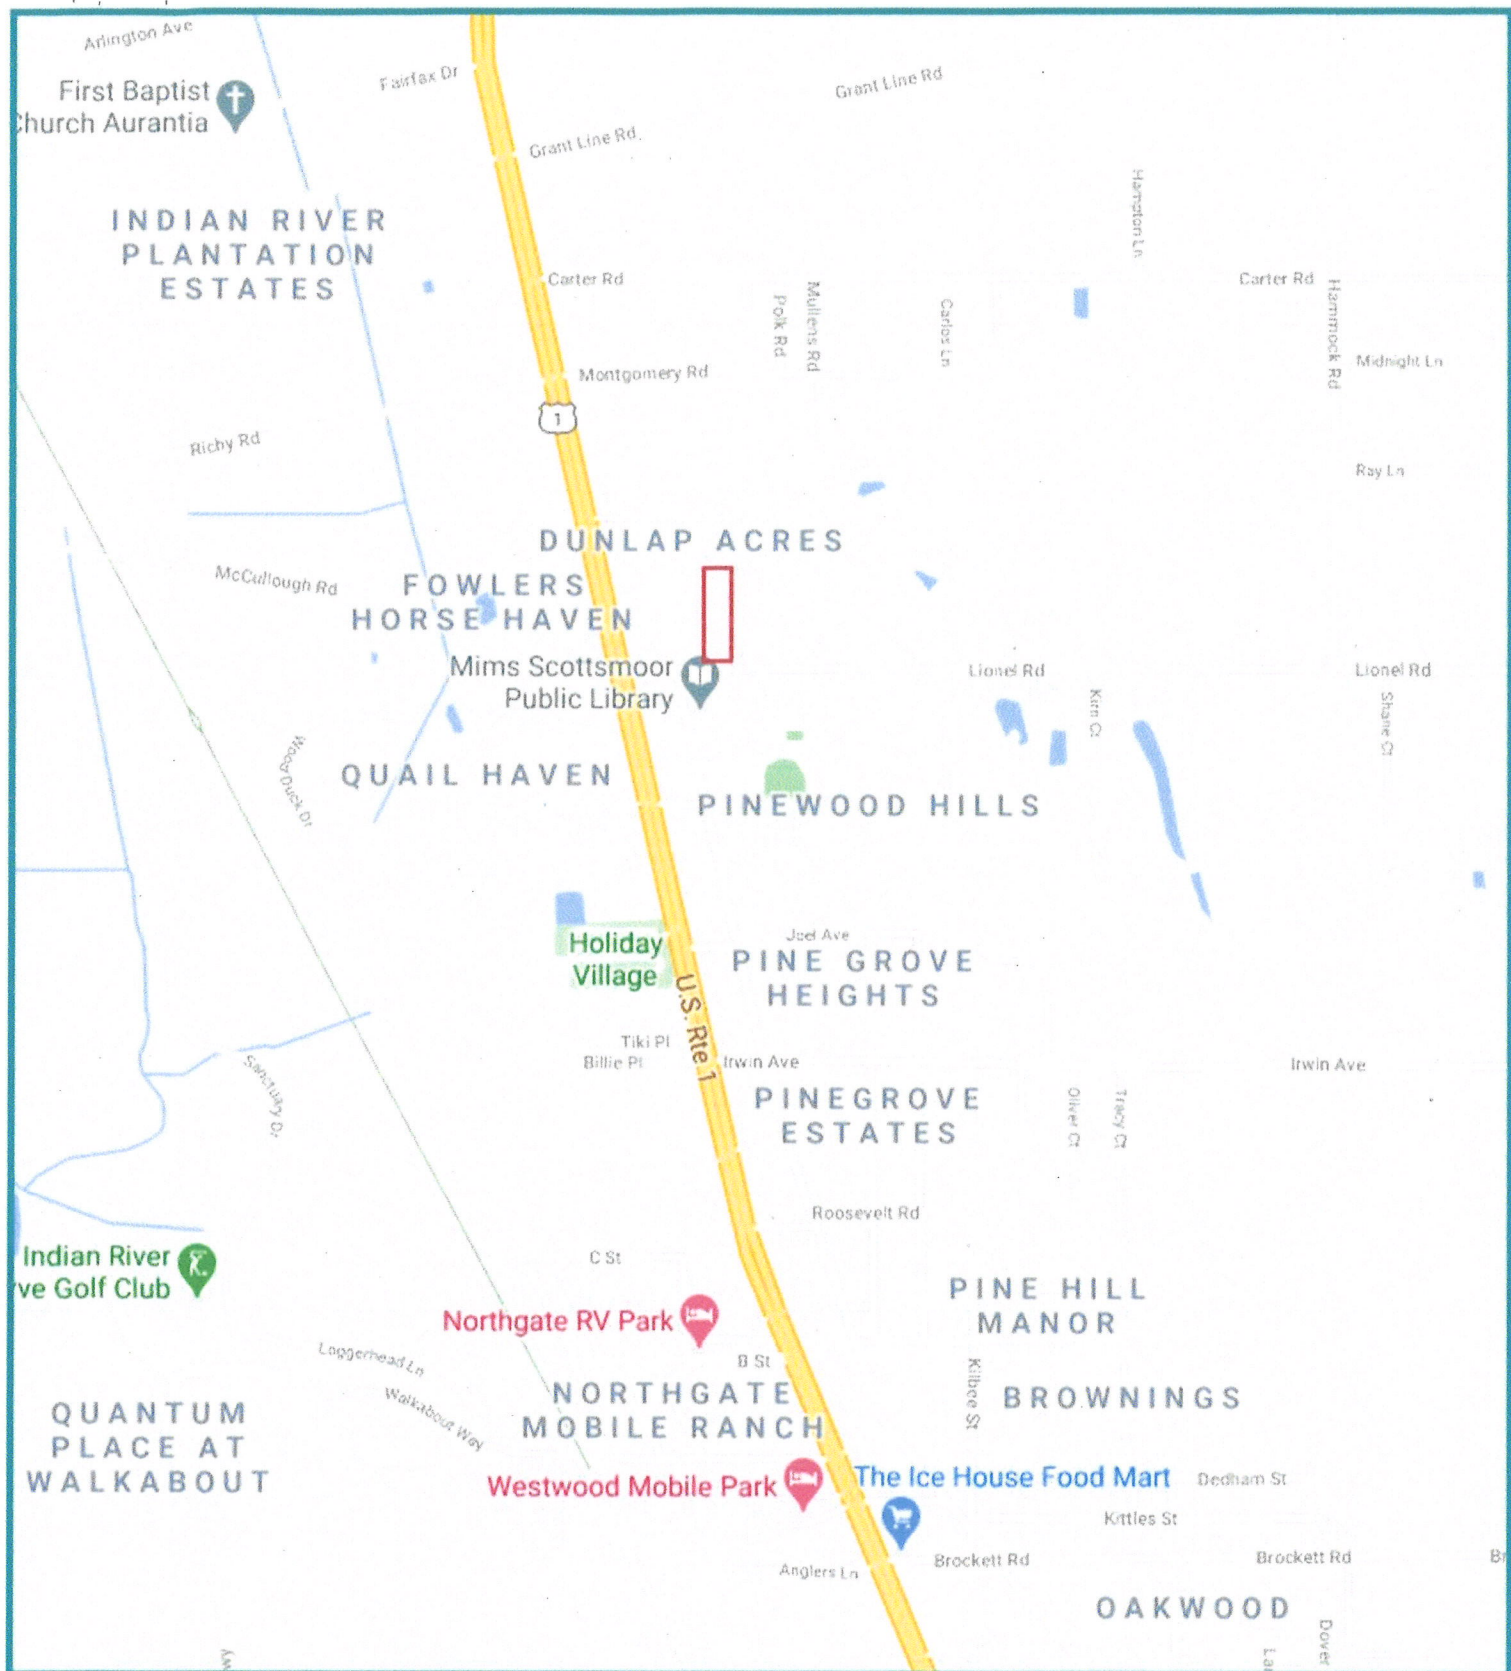 Arlington Ave
Fairfax Dr
Grant Line Rd
First Baptist
Church Aurantia
Grant Line Rd
Hampton Ln
INDIAN RIVER
PLANTATION
ESTATES
Carter Rd
Carter Rd
Polk Rd
Mullens Rd
Carlos Ln
Hammock Rd
Midnight Ln
Montgomery Rd
1
Richy Rd
Ray Ln
DUNLAP ACRES
McCullough Rd
FOWLERS
HORSE HAVEN
Mims Scottsmoor
Public Library
Lionel Rd
Lionel Rd
Kirn Ct
Shane Ct
Wood Duck Dr
QUAIL HAVEN
PINEWOOD HILLS
Holiday
Village
Joel Ave
PINE GROVE
HEIGHTS
U.S. Rte 1
Tiki Pl
Billie Pl
Irwin Ave
Irwin Ave
Sanctuary Dr
PINEGROVE
ESTATES
Oliver Ct
Tracy Ct
Roosevelt Rd
Indian River
ve Golf Club
C St
PINE HILL
MANOR
Northgate RV Park
Loggerhead Ln
B St
Walkabout Way
NORTHGATE
MOBILE RANCH
Kilbee St
BROWNINGS
QUANTUM
PLACE AT
WALKABOUT
Westwood Mobile Park
The Ice House Food Mart
Dedham St
Kittles St
Anglers Ln
Brockett Rd
Brockett Rd
Br
OAKWOOD
Dover
La
wy